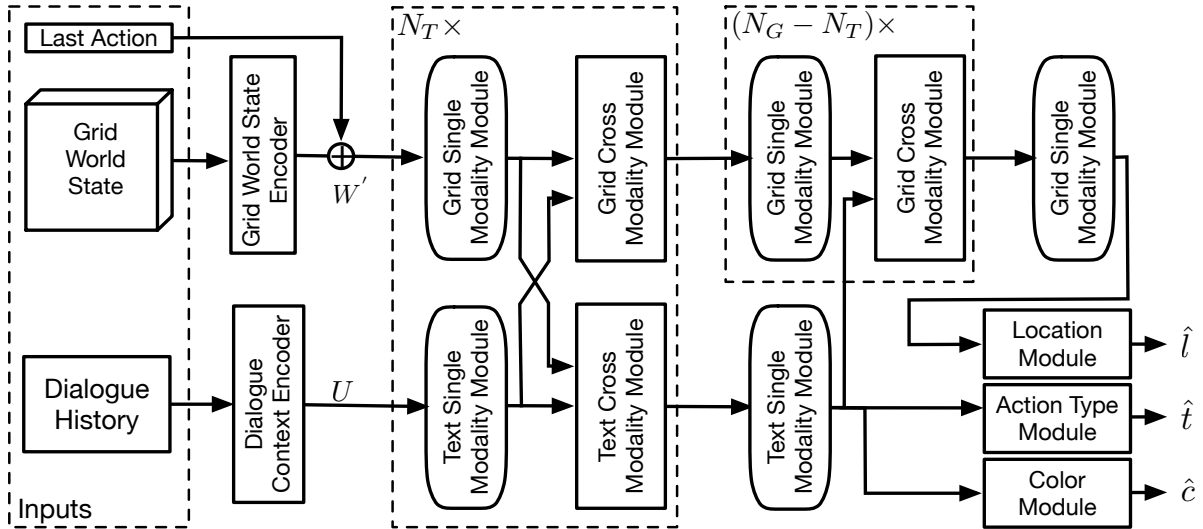 Last Action
Grid
World
State
Dialogue
History
Inputs
Grid World State
Encoder
W′
Dialogue
Context Encoder
U
N_T ×
Grid Single
Modality Module
Grid Cross
Modality Module
Text Single
Modality Module
Text Cross
Modality Module
(N_G − N_T)×
Grid Single
Modality Module
Grid Cross
Modality Module
Text Single
Modality Module
Grid Single
Modality Module
Location
Module
l̂
Action Type
Module
t̂
Color
Module
ĉ